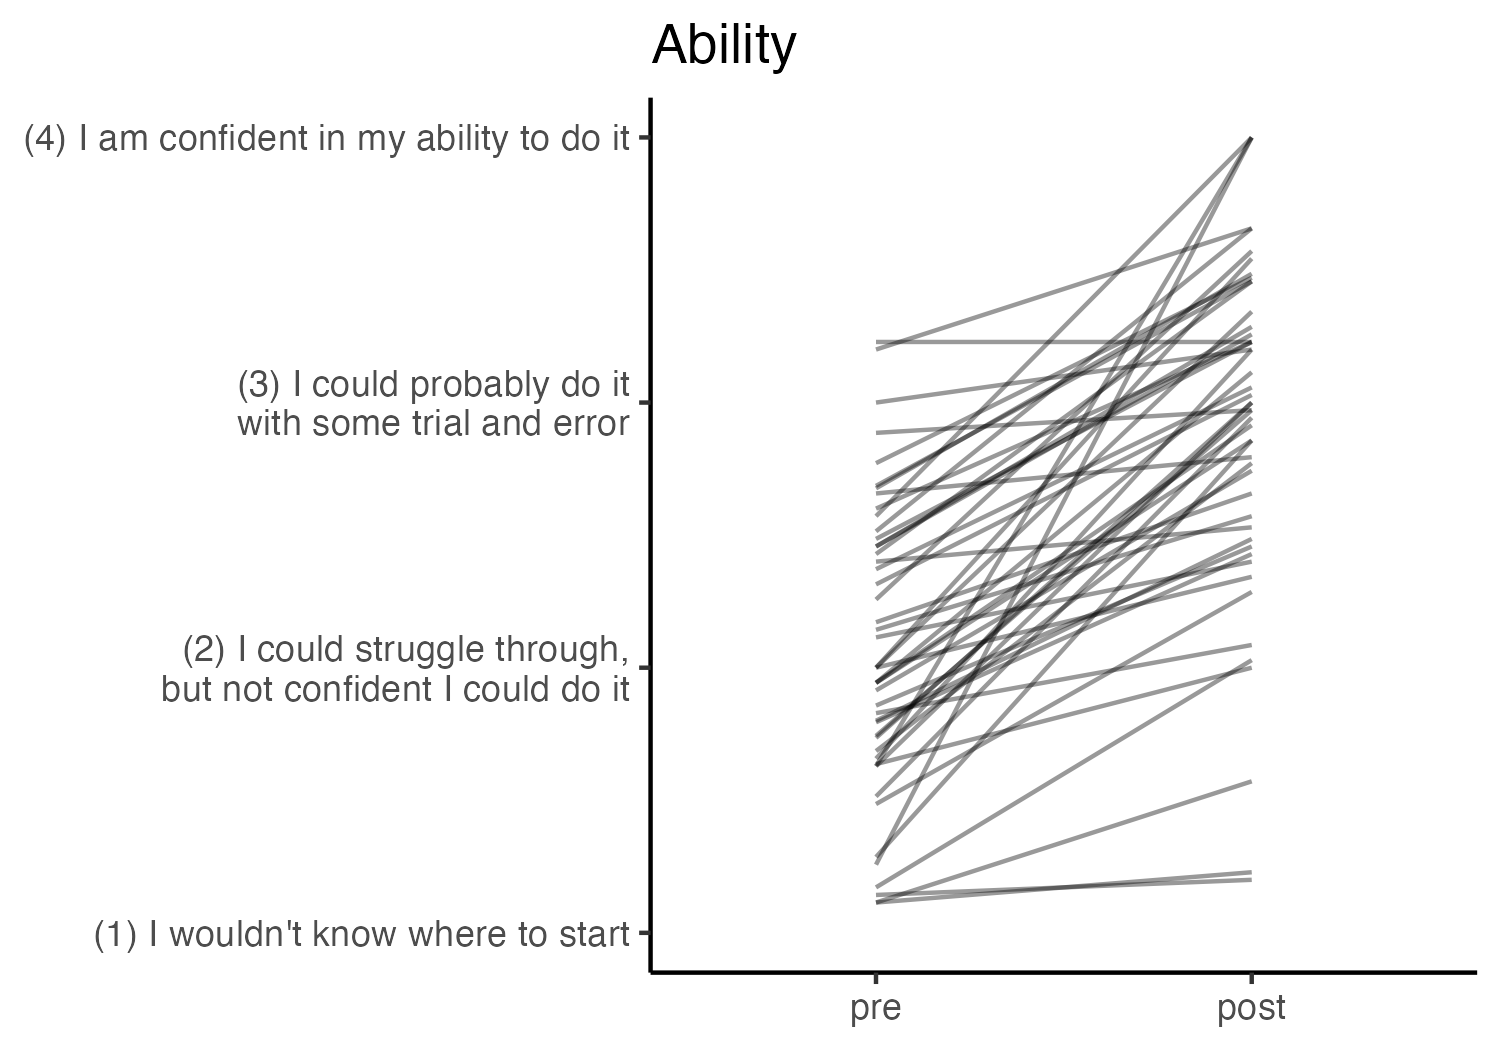 Ability
(4) I am confident in my ability to do it
(3) I could probably do it
with some trial and error
(2) I could struggle through,
but not confident I could do it
(1) I wouldn't know where to start
pre
post